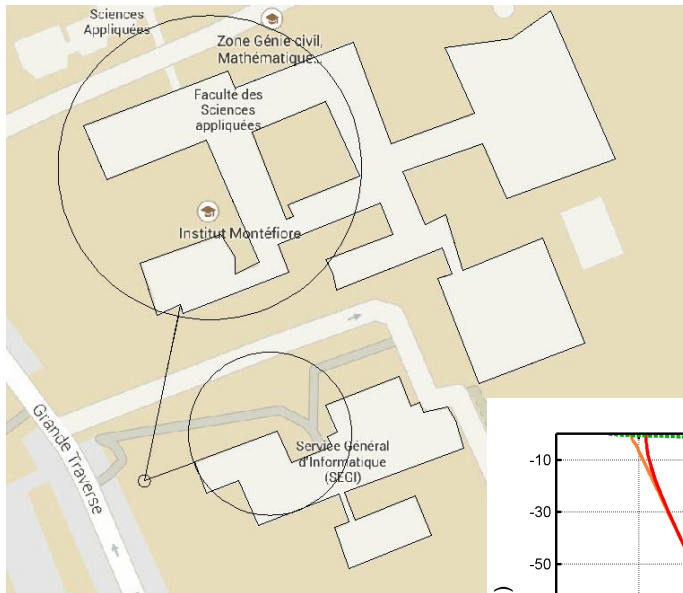 Sciences
Appliquées
Zone Génie civil,
Mathématique...
Faculte des
Sciences
appliquées
Institut Montéfiore
Grande Traverse
Service Général
d'Informatique
(SEGI)
-10
-30
-50
)